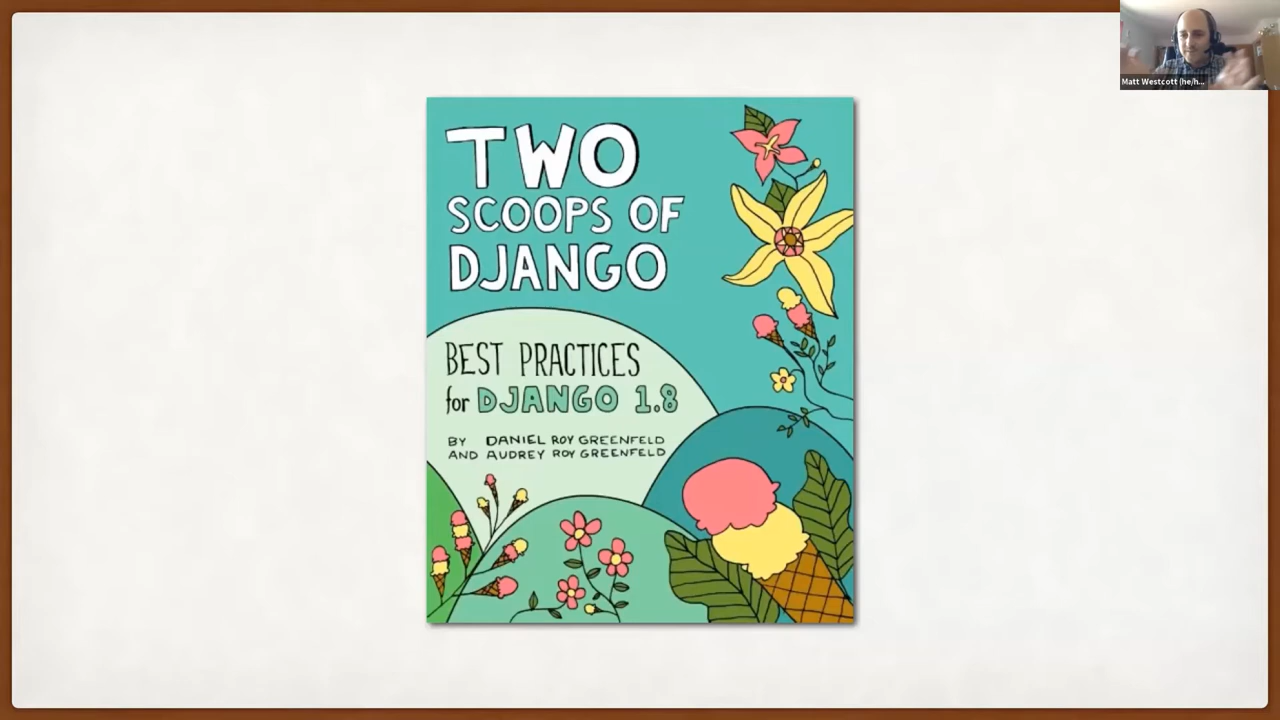 TWO
SCOOPS OF
DJANGO
BEST PRACTICES
for DJANGO 1.8
BY DANIEL ROY GREENFELD
AND AUDREY ROY GREENFELD
Matt Westcott (he/h...